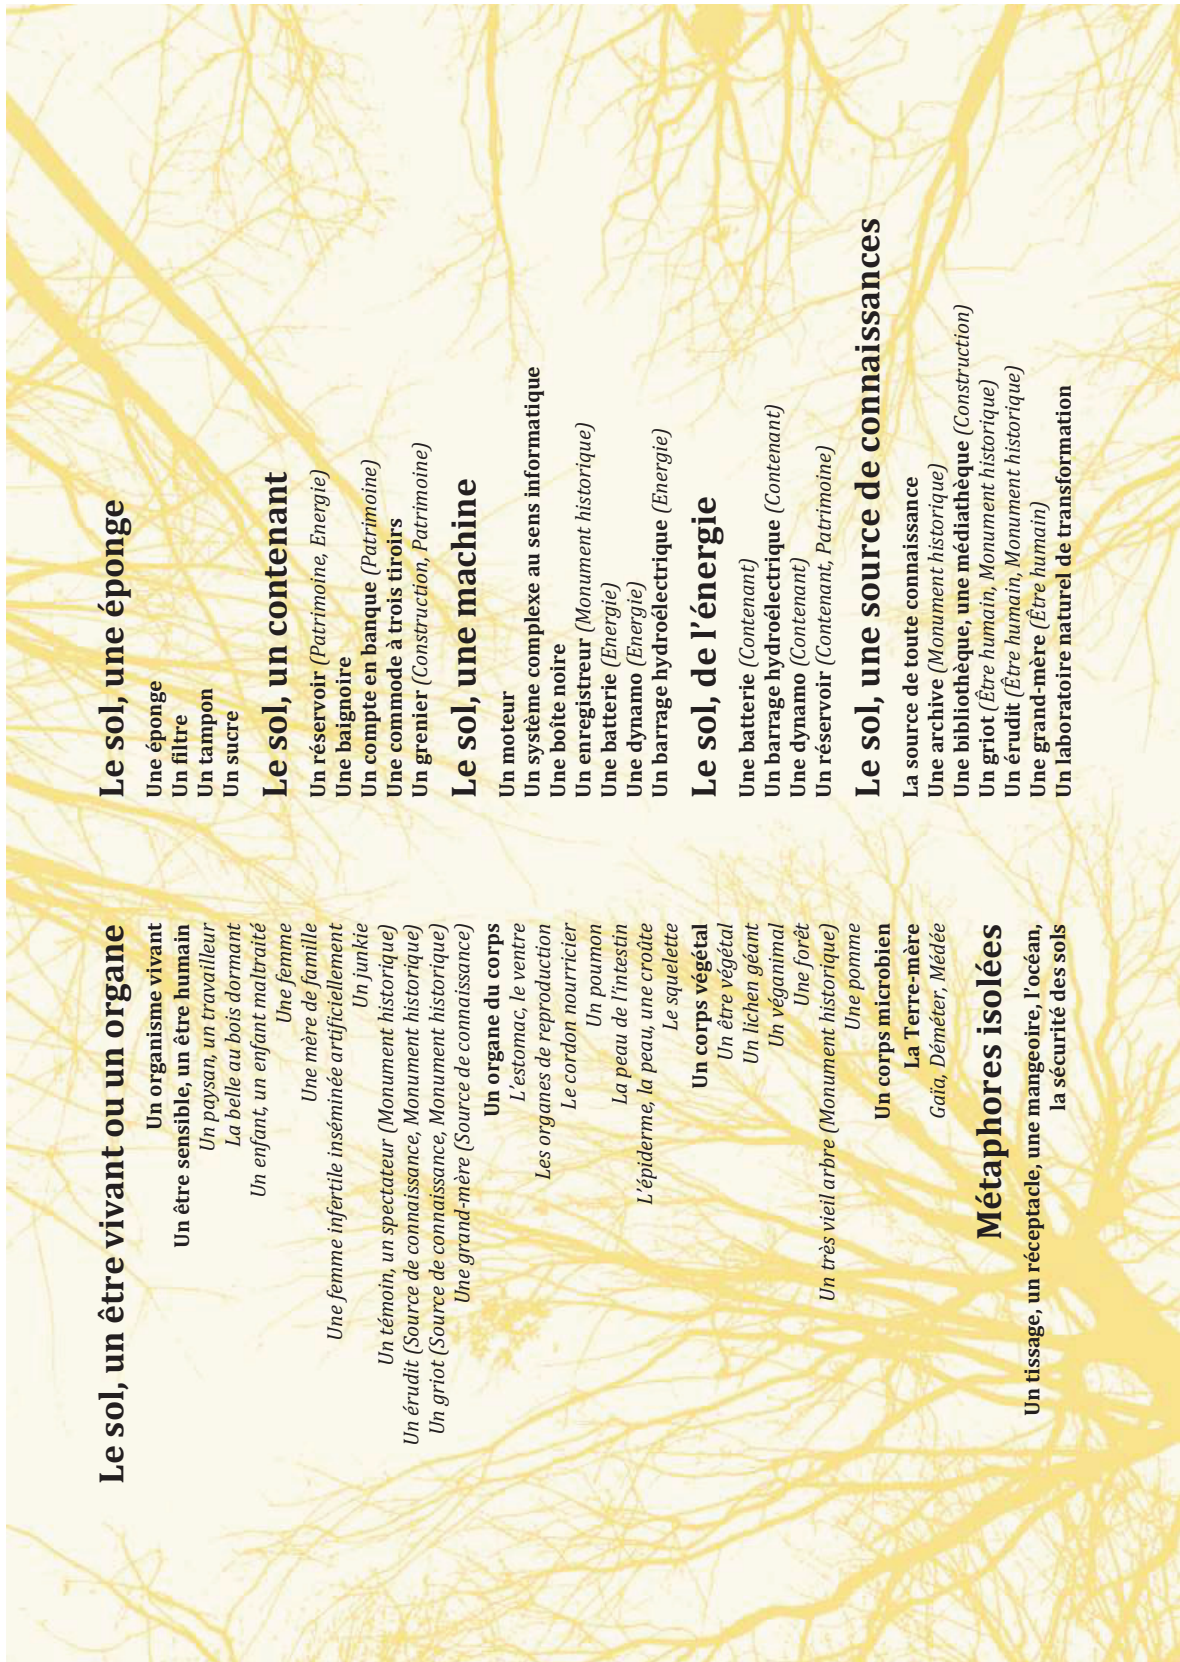 Le sol, un être vivant ou un organe
Un organisme vivant
Un être sensible, un être humain
Un paysan, un travailleur
La belle au bois dormant
Un enfant, un enfant maltraité
Une femme
Une mère de famille
Une femme infertile inséminée artificiellement
Un junkie
Un témoin, un spectateur (Monument historique)
Un érudit (Source de connaissance, Monument historique)
Un griot (Source de connaissance, Monument historique)
Une grand-mère (Source de connaissance)
Un organe du corps
L'estomac, le ventre
Les organes de reproduction
Le cordon nourricier
Un poumon
La peau de l'intestin
L'épiderme, la peau, une croûte
Le squelette
Un corps végétal
Un être végétal
Un lichen géant
Un véganimal
Une forêt
Un très vieil arbre (Monument historique)
Une pomme
Un corps microbien
La Terre-mère
Gaïa, Déméter, Médée
Métaphores isolées
Un tissage, un réceptacle, une mangeoire, l'océan,
la sécurité des sols
Le sol, une éponge
Une éponge
Un filtre
Un tampon
Un sucre
Le sol, un contenant
Un réservoir (Patrimoine, Energie)
Une baignoire
Un compte en banque (Patrimoine)
Une commode à trois tiroirs
Un grenier (Construction, Patrimoine)
Le sol, une machine
Un moteur
Un système complexe au sens informatique
Une boîte noire
Un enregistreur (Monument historique)
Une batterie (Energie)
Une dynamo (Energie)
Un barrage hydroélectrique (Energie)
Le sol, de l'énergie
Une batterie (Contenant)
Un barrage hydroélectrique (Contenant)
Une dynamo (Contenant)
Un réservoir (Contenant, Patrimoine)
Le sol, une source de connaissances
La source de toute connaissance
Une archive (Monument historique)
Une bibliothèque, une médiathèque (Construction)
Un griot (Être humain, Monument historique)
Un érudit (Être humain, Monument historique)
Une grand-mère (Être humain)
Un laboratoire naturel de transformation